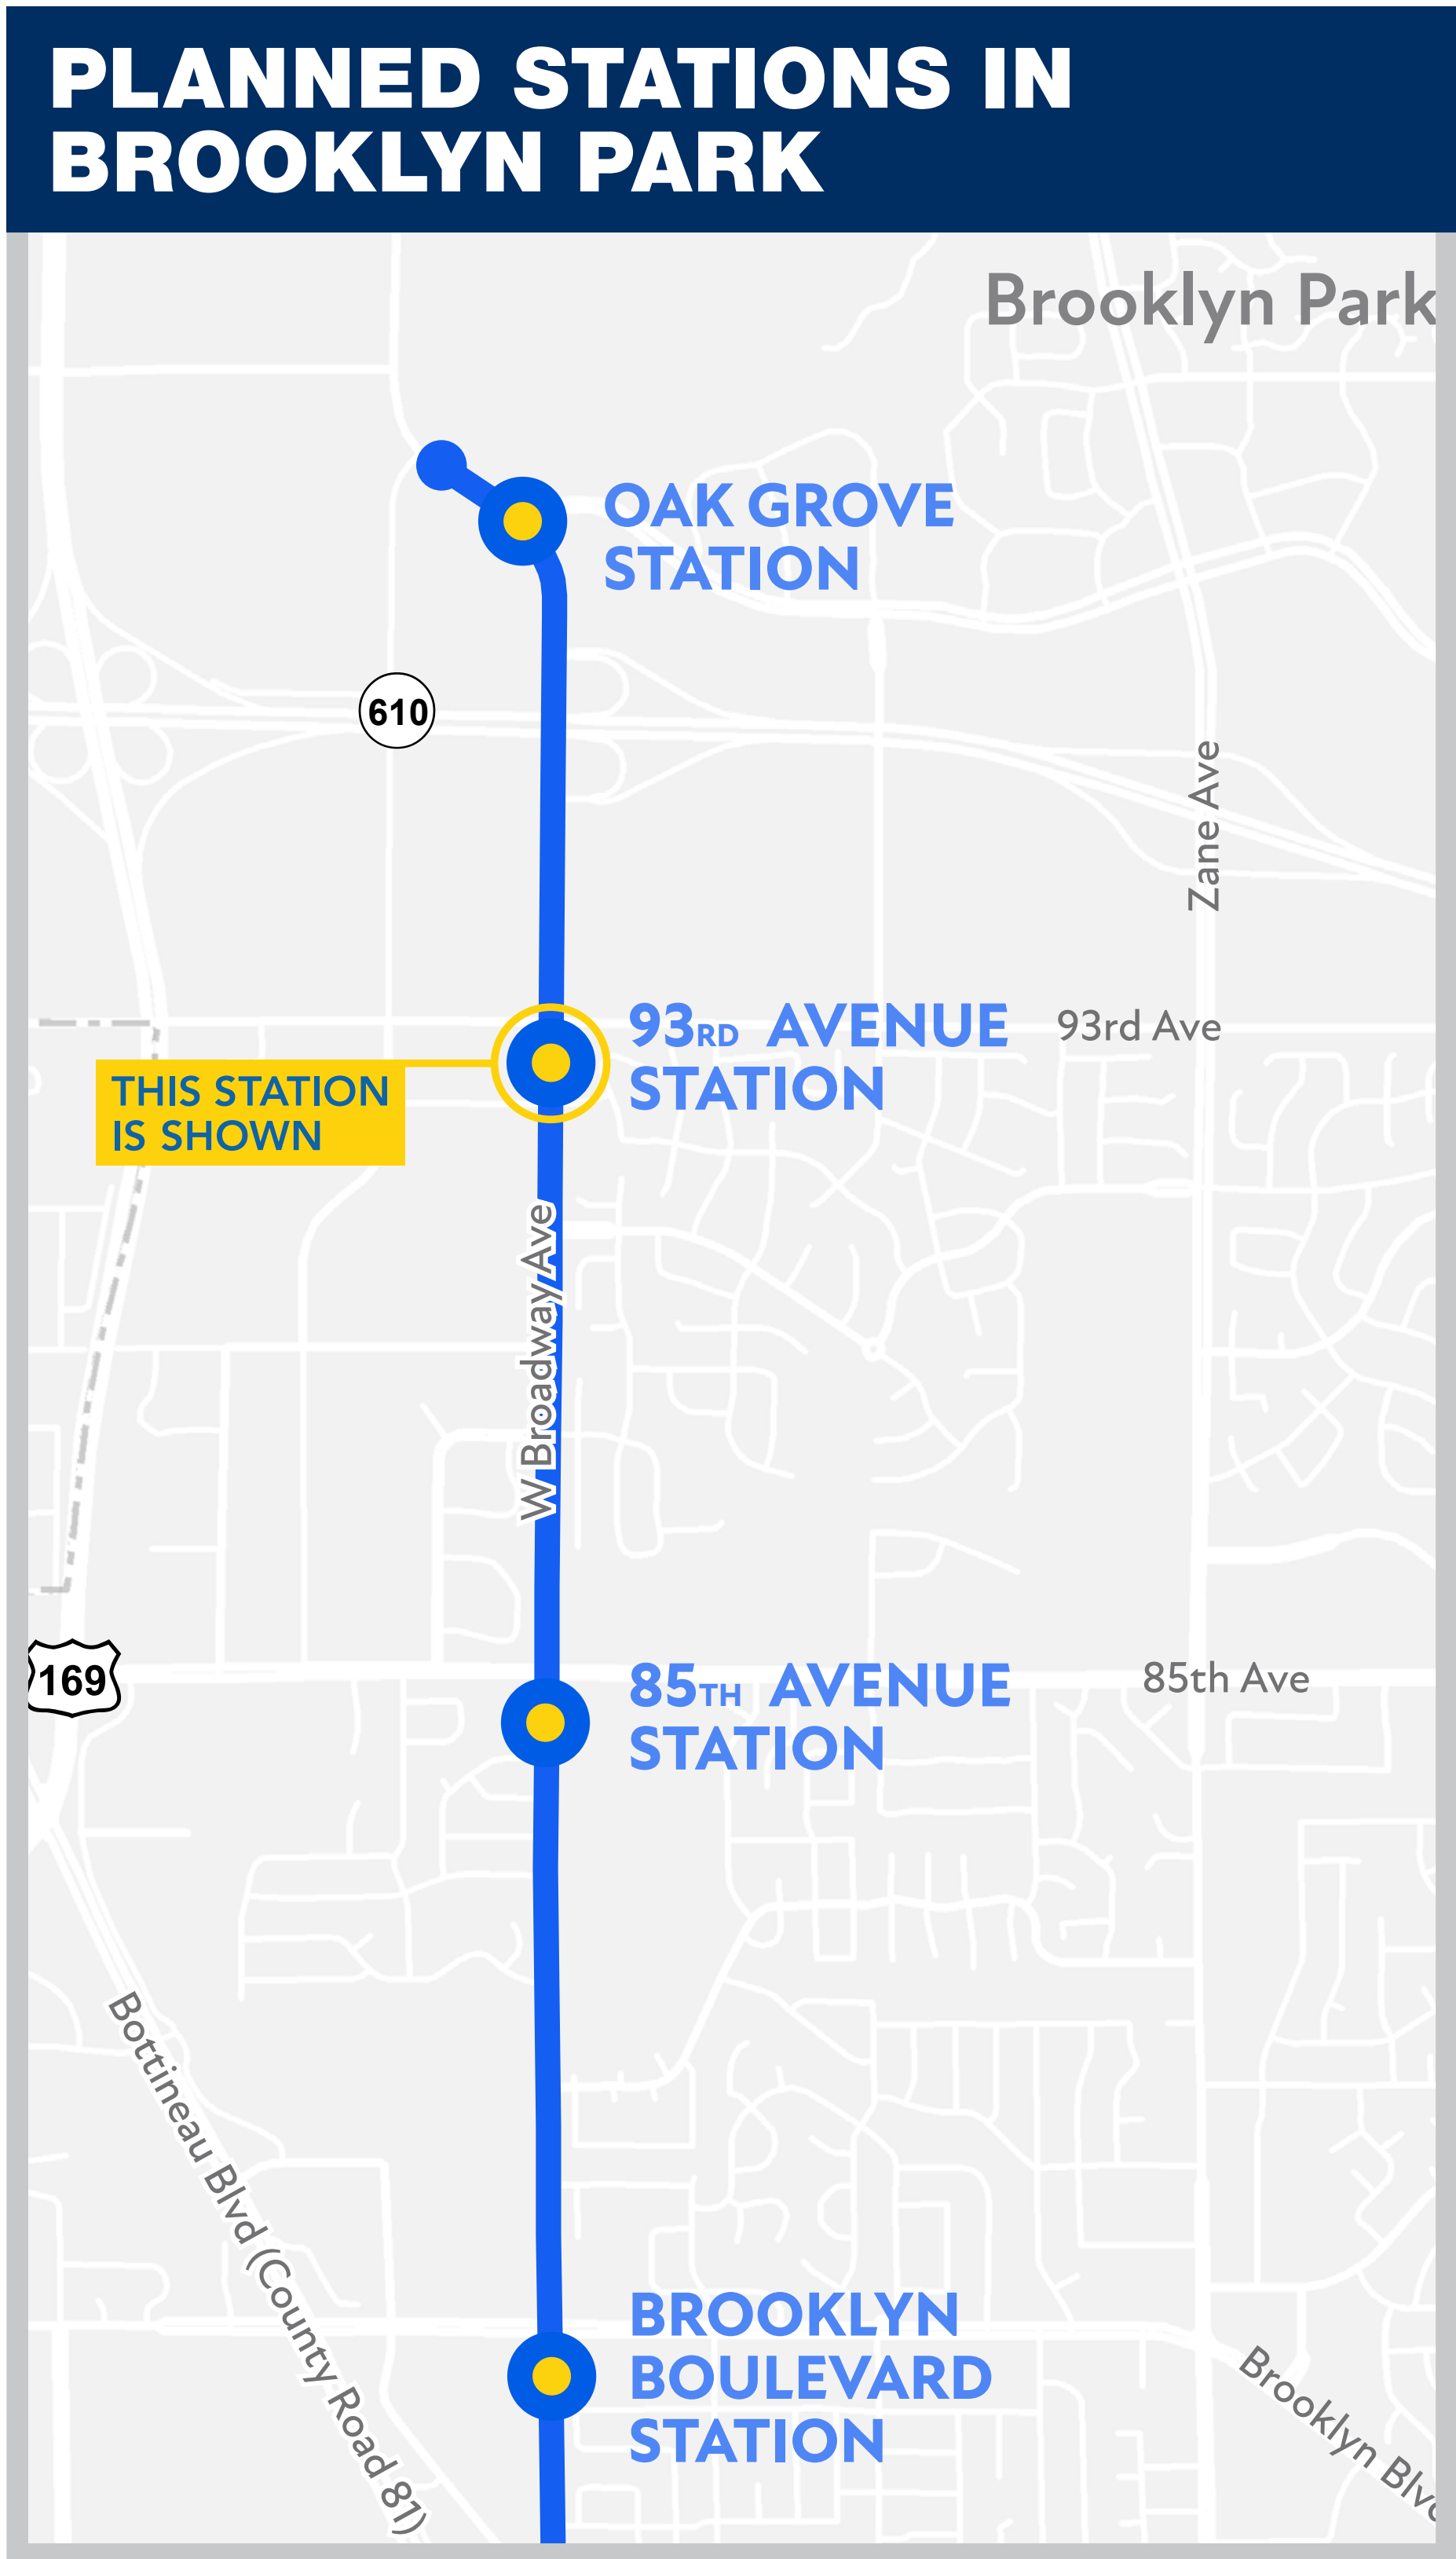 PLANNED STATIONS IN
BROOKLYN PARK
Brooklyn Park
OAK GROVE
STATION
610
Zane Ave
93RD AVENUE
STATION
93rd Ave
THIS STATION
IS SHOWN
W Broadway Ave
169
85TH AVENUE
STATION
85th Ave
Bottineau Blvd (County Road 81)
BROOKLYN
BOULEVARD
STATION
Brooklyn Blvd